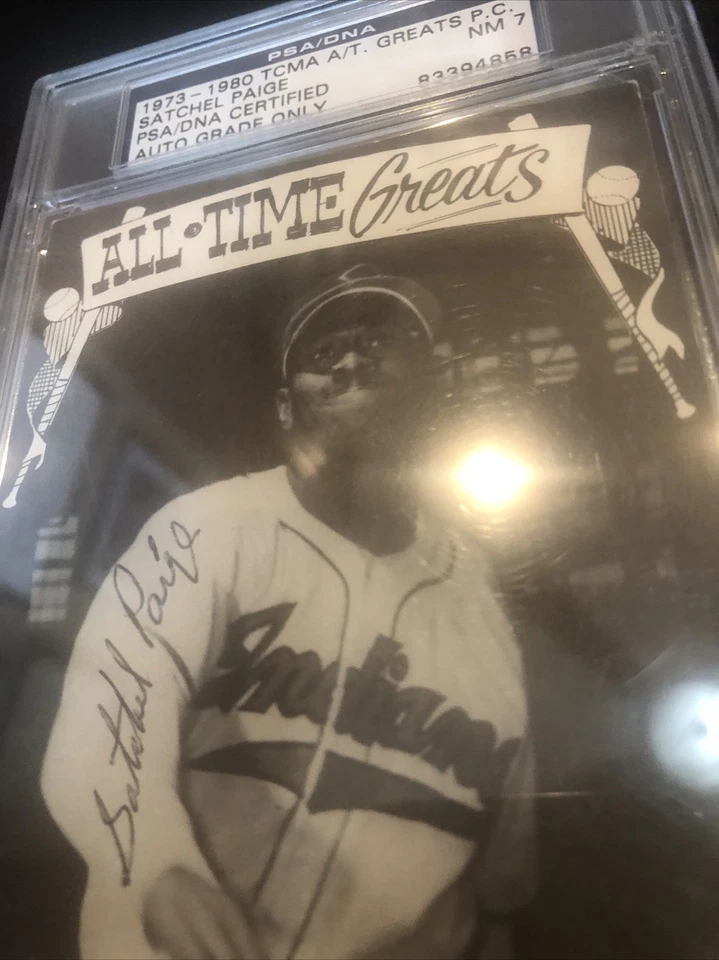 PSA/DNA
1973-1980 TCMA A/T. GREATS P.C.
SATCHEL PAIGE
NM 7
PSA/DNA CERTIFIED
83394858
AUTO GRADE ONLY
ALL•TIME Greats
Satchel Paige
Indians